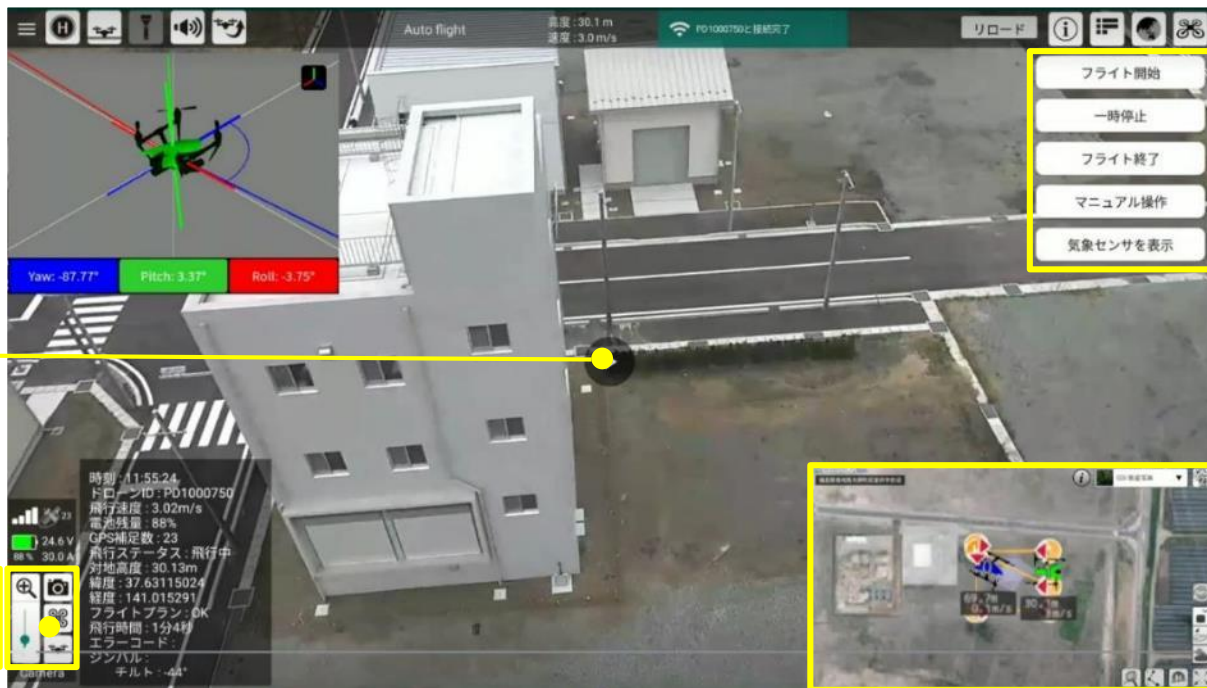 Auto flight
高度 : 30.1 m
速度 : 3.0 m/s
PD1000750と接続完了
リロード
フライト開始
一時停止
フライト終了
マニュアル操作
気象センサを表示
Yaw: -87.77°
Pitch: 3.37°
Roll: -3.75°
時刻 : 11:55:24
ドローンID : PD1000750
飛行速度 : 3.02m/s
電池残量 : 88%
GPS補足数 : 23
飛行ステータス : 飛行中
対地高度 : 30.13m
緯度 : 37.63115024
経度 : 141.015291
フライトプラン : OK
飛行時間 : 1分4秒
エラーコード :
ジンバル :
チルト : -44°
23
24.6 V
88 %
30.0 A
Camera
69.7m
0.1m/s
30.1m
3m/s